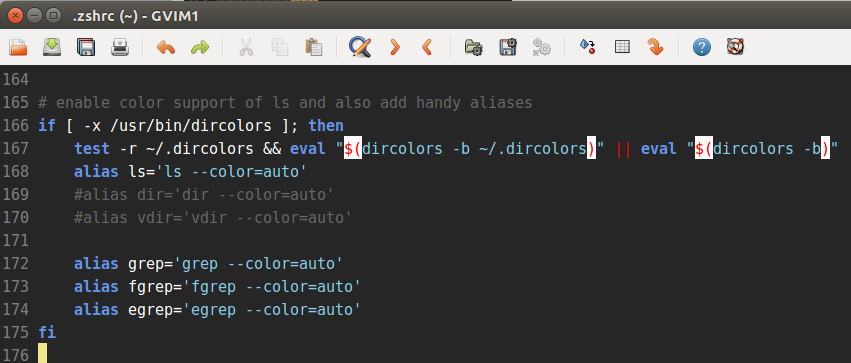 .zshrc (~) - GVIM1
164
165 # enable color support of ls and also add handy aliases
166 if [ -x /usr/bin/dircolors ]; then
167     test -r ~/.dircolors && eval "$(dircolors -b ~/.dircolors)" || eval "$(dircolors -b)"
168     alias ls='ls --color=auto'
169     #alias dir='dir --color=auto'
170     #alias vdir='vdir --color=auto'
171
172     alias grep='grep --color=auto'
173     alias fgrep='fgrep --color=auto'
174     alias egrep='egrep --color=auto'
175 fi
176